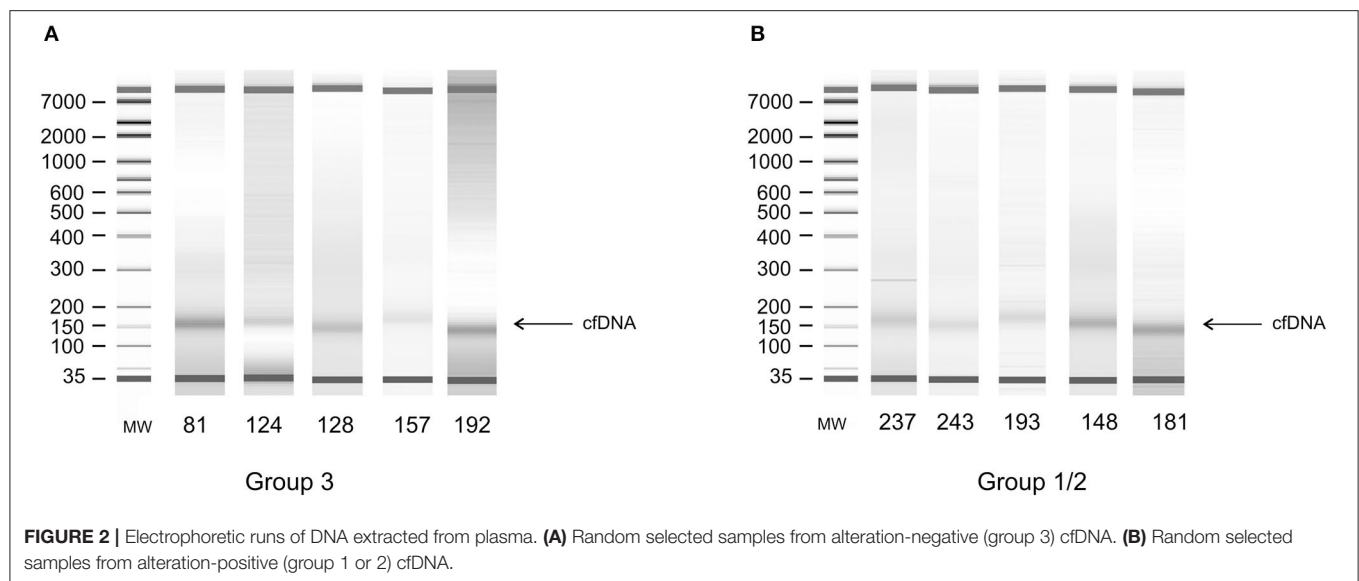 A
7000
2000
1000
600
500
400
300
200
150
100
35
cfDNA
MW 81 124 128 157 192
Group 3
B
7000
2000
1000
600
500
400
300
200
150
100
35
cfDNA
MW 237 243 193 148 181
Group 1/2
FIGURE 2 | Electrophoretic runs of DNA extracted from plasma. (A) Random selected samples from alteration-negative (group 3) cfDNA. (B) Random selected
samples from alteration-positive (group 1 or 2) cfDNA.